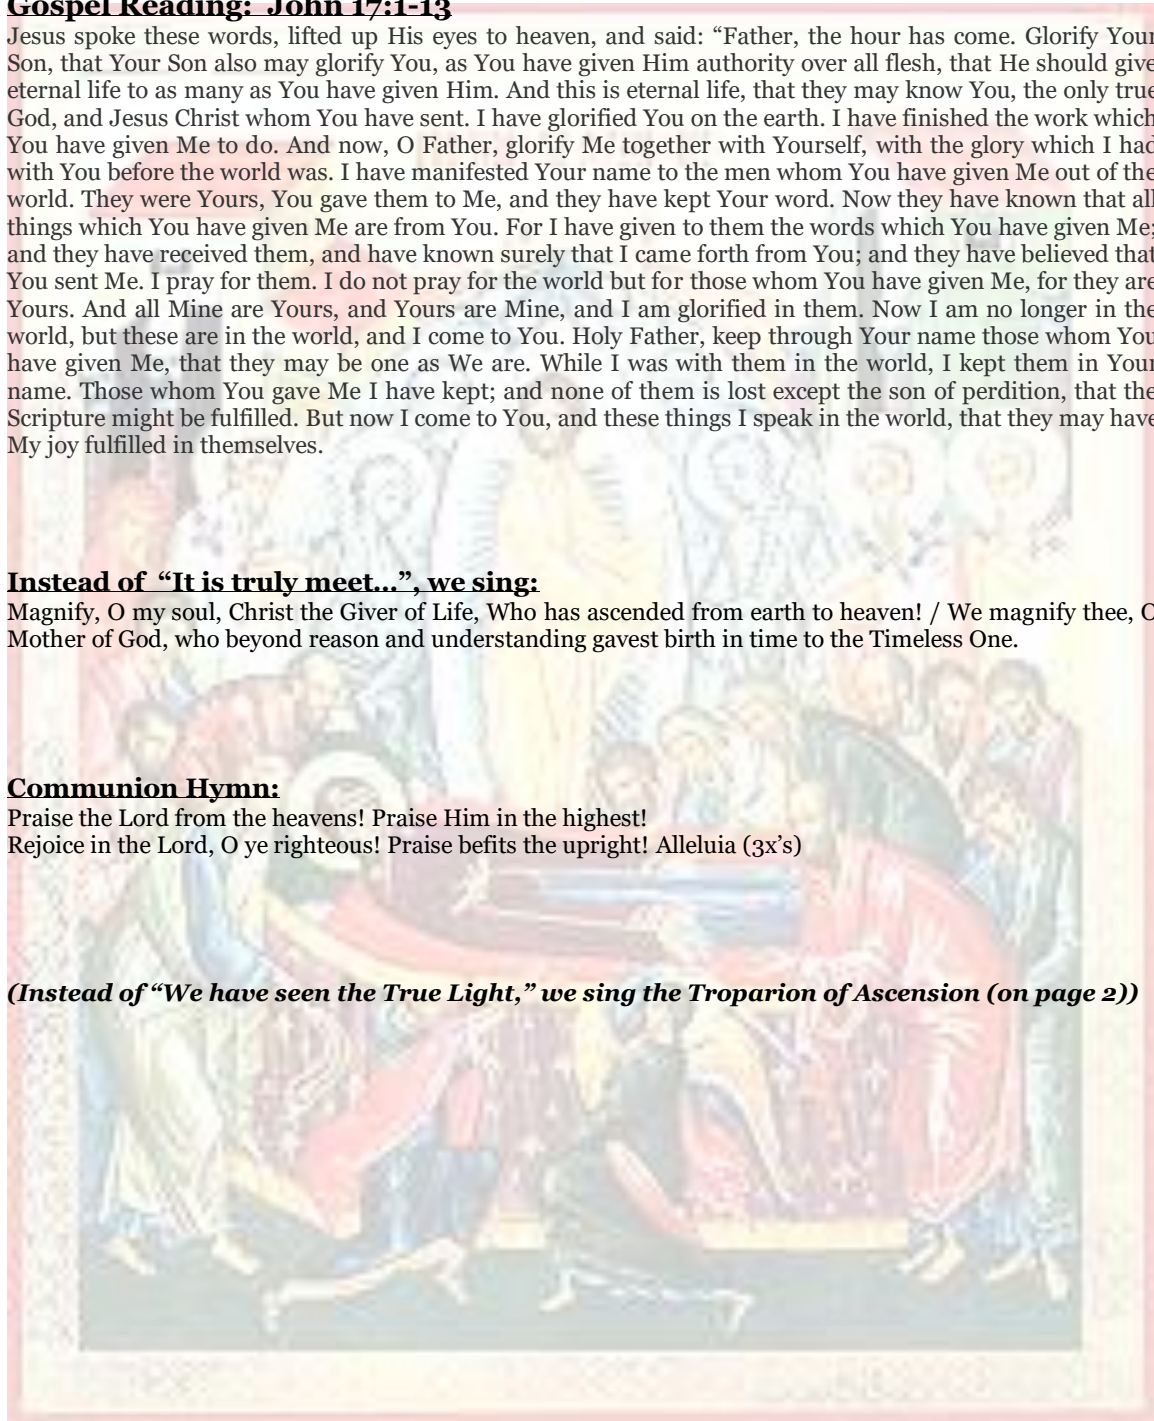 Gospel Reading:  John 17:1-13
Jesus spoke these words, lifted up His eyes to heaven, and said: “Father, the hour has come. Glorify Your
Son, that Your Son also may glorify You, as You have given Him authority over all flesh, that He should give
eternal life to as many as You have given Him. And this is eternal life, that they may know You, the only true
God, and Jesus Christ whom You have sent. I have glorified You on the earth. I have finished the work which
You have given Me to do. And now, O Father, glorify Me together with Yourself, with the glory which I had
with You before the world was. I have manifested Your name to the men whom You have given Me out of the
world. They were Yours, You gave them to Me, and they have kept Your word. Now they have known that all
things which You have given Me are from You. For I have given to them the words which You have given Me;
and they have received them, and have known surely that I came forth from You; and they have believed that
You sent Me. I pray for them. I do not pray for the world but for those whom You have given Me, for they are
Yours. And all Mine are Yours, and Yours are Mine, and I am glorified in them. Now I am no longer in the
world, but these are in the world, and I come to You. Holy Father, keep through Your name those whom You
have given Me, that they may be one as We are. While I was with them in the world, I kept them in Your
name. Those whom You gave Me I have kept; and none of them is lost except the son of perdition, that the
Scripture might be fulfilled. But now I come to You, and these things I speak in the world, that they may have
My joy fulfilled in themselves.
Instead of “It is truly meet…”, we sing:
Magnify, O my soul, Christ the Giver of Life, Who has ascended from earth to heaven! / We magnify thee, O
Mother of God, who beyond reason and understanding gavest birth in time to the Timeless One.
Communion Hymn:
Praise the Lord from the heavens! Praise Him in the highest!
Rejoice in the Lord, O ye righteous! Praise befits the upright! Alleluia (3x’s)
(Instead of “We have seen the True Light,” we sing the Troparion of Ascension (on page 2))